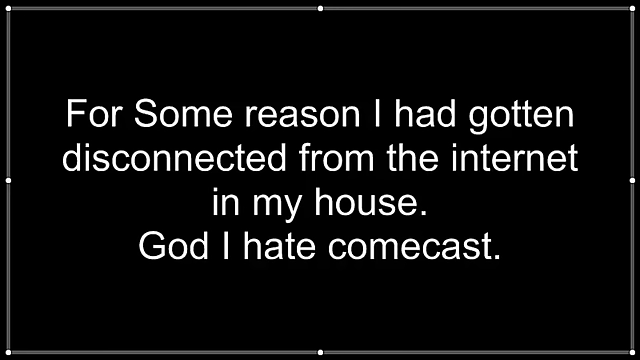 For Some reason I had gotten
disconnected from the internet
in my house.
God I hate comecast.